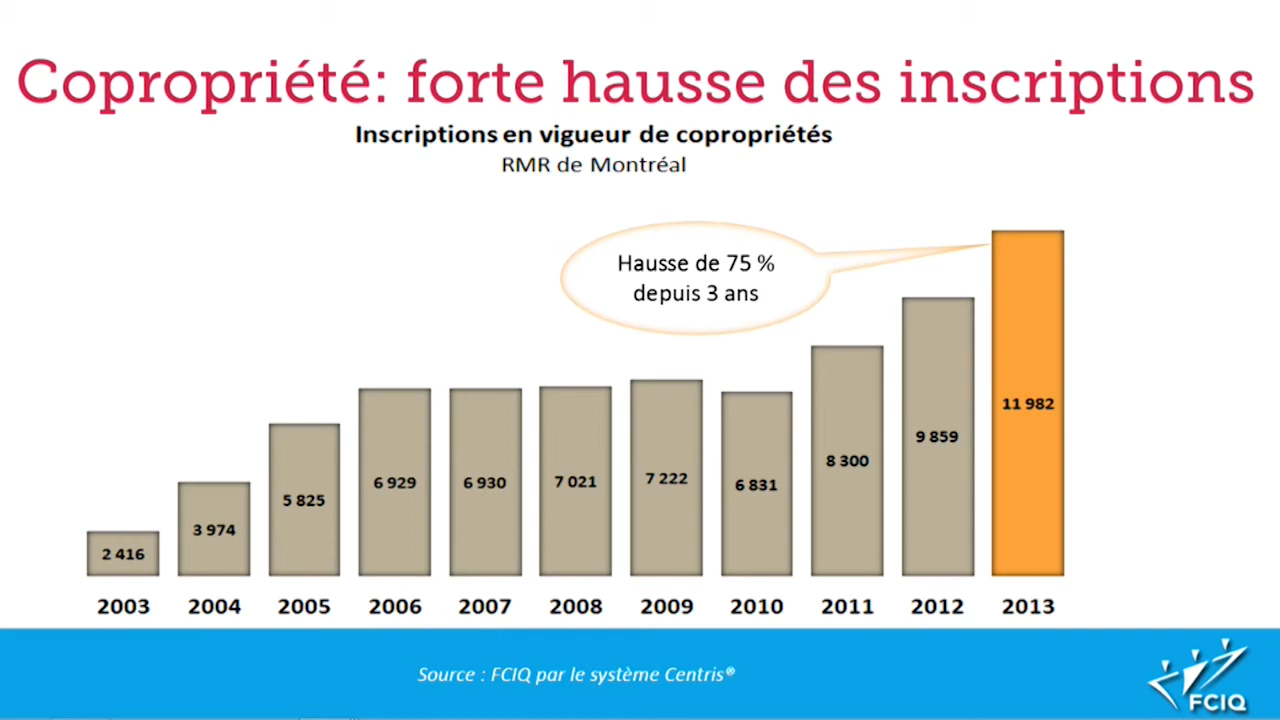 Copropriété: forte hausse des inscriptions
Inscriptions en vigueur de copropriétés
RMR de Montréal
Hausse de 75 %
depuis 3 ans
2 416
3 974
5 825
6 929
6 930
7 021
7 222
6 831
8 300
9 859
11 982
2003 2004 2005 2006 2007 2008 2009 2010 2011 2012 2013
Source : FCIQ par le système Centris®
FCIQ